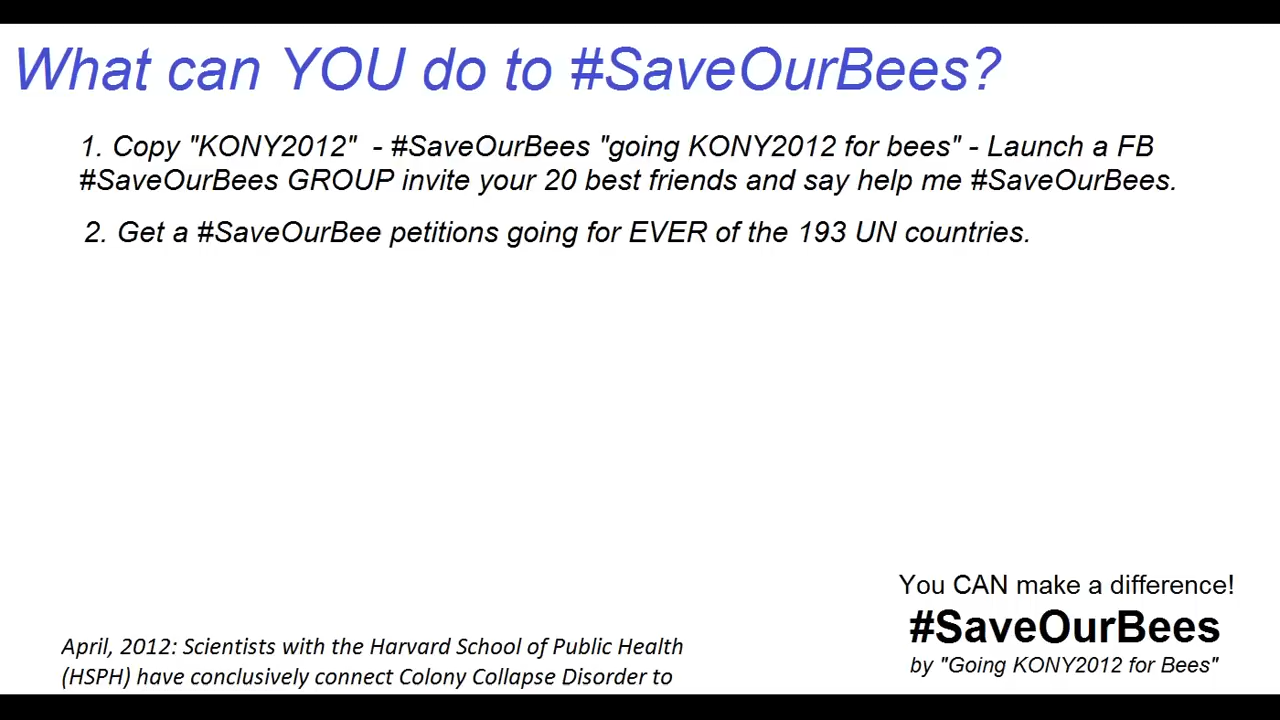 What can YOU do to #SaveOurBees?
1. Copy "KONY2012"  - #SaveOurBees "going KONY2012 for bees" - Launch a FB
#SaveOurBees GROUP invite your 20 best friends and say help me #SaveOurBees.
2. Get a #SaveOurBee petitions going for EVER of the 193 UN countries.
You CAN make a difference!
#SaveOurBees
by "Going KONY2012 for Bees"
April, 2012: Scientists with the Harvard School of Public Health
(HSPH) have conclusively connect Colony Collapse Disorder to